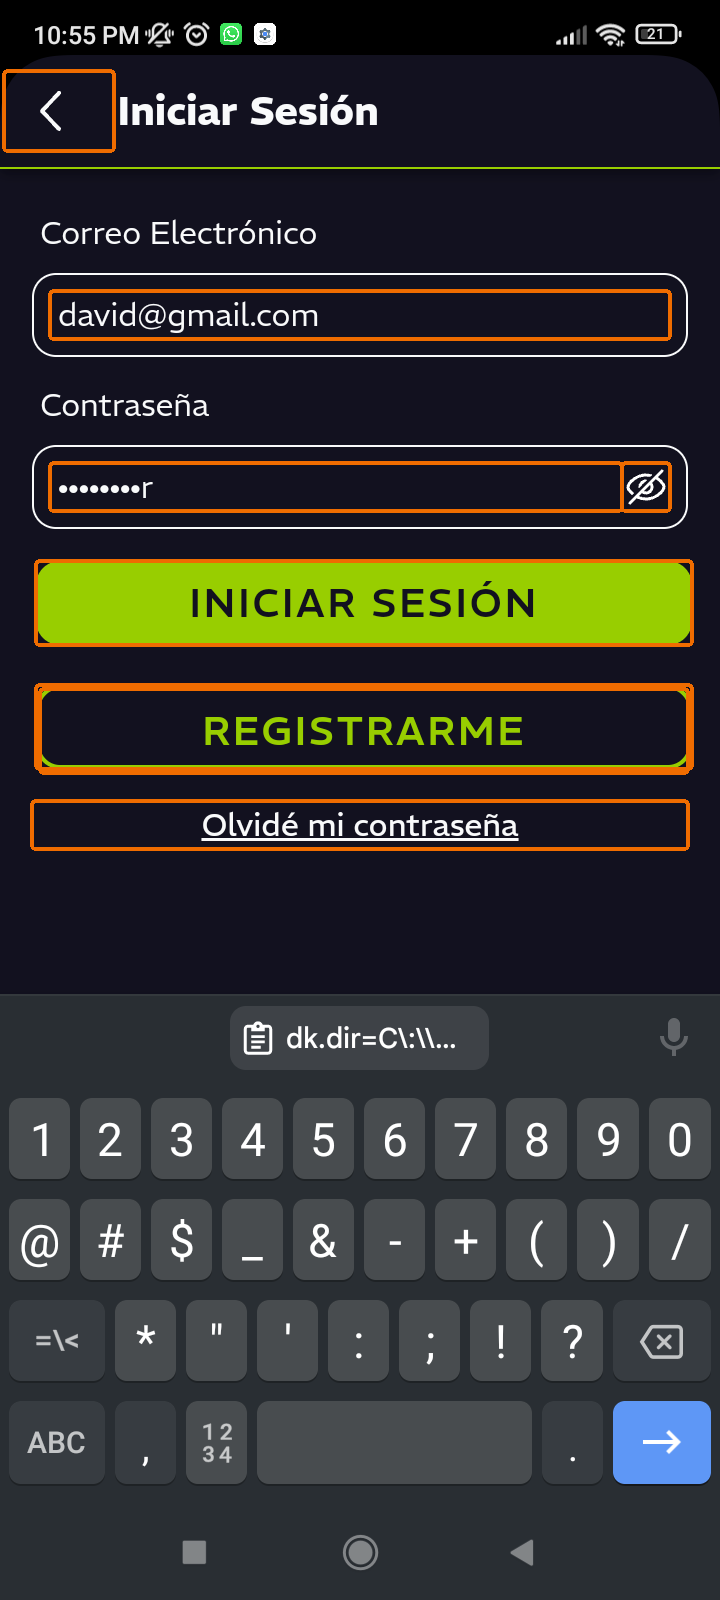 10:55 PM
21
Iniciar Sesión
Correo Electrónico
david@gmail.com
Contraseña
••••••••r
INICIAR SESIÓN
REGISTRARME
Olvidé mi contraseña
dk.dir=C\:\\...
1 2 3 4 5 6 7 8 9 0
@ # $ _ & - + ( ) /
=\< * " ' : ; ! ?
ABC , 12 34 .